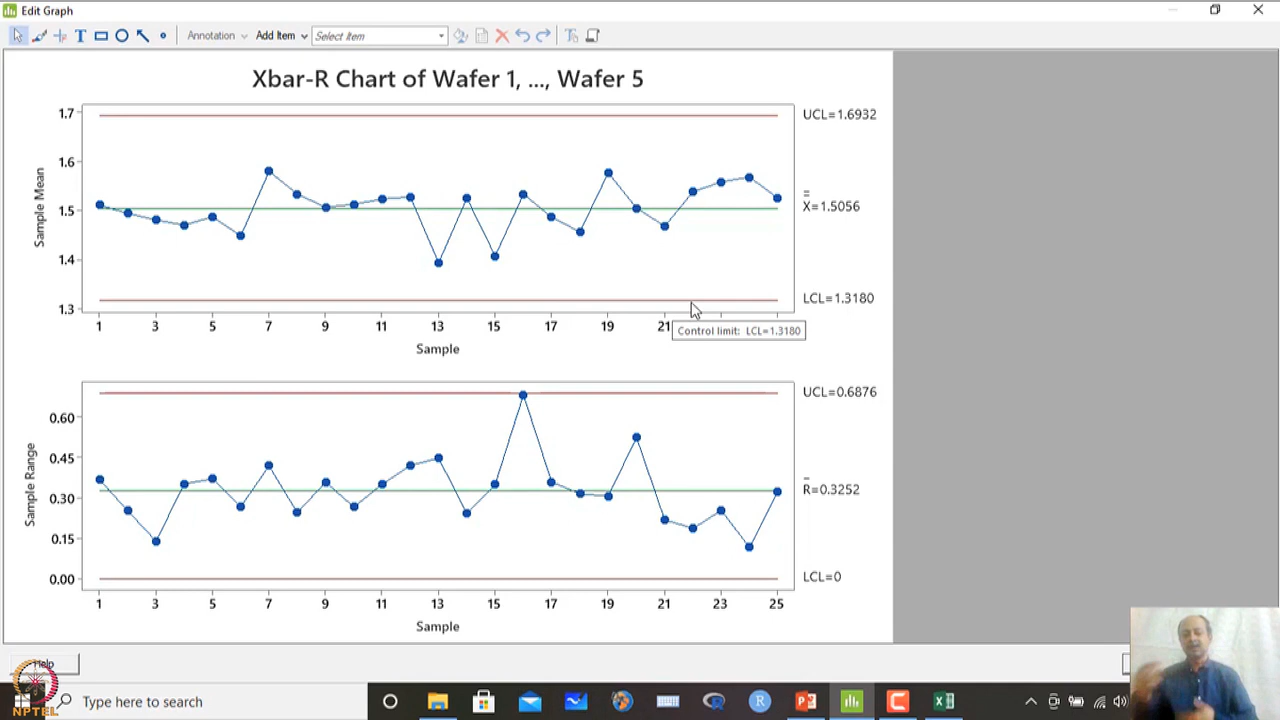 Edit Graph
T Annotation Add Item Select Item
Xbar-R Chart of Wafer 1, ..., Wafer 5
1.7
1.6
1.5
1.4
1.3
Sample Mean
UCL=1.6932
X=1.5056
LCL=1.3180
1 3 5 7 9 11 13 15 17 19 21
Control limit: LCL=1.3180
Sample
0.60
0.45
0.30
0.15
0.00
Sample Range
UCL=0.6876
R=0.3252
LCL=0
1 3 5 7 9 11 13 15 17 19 21 23 25
Sample
Help
NPTEL
Type here to search